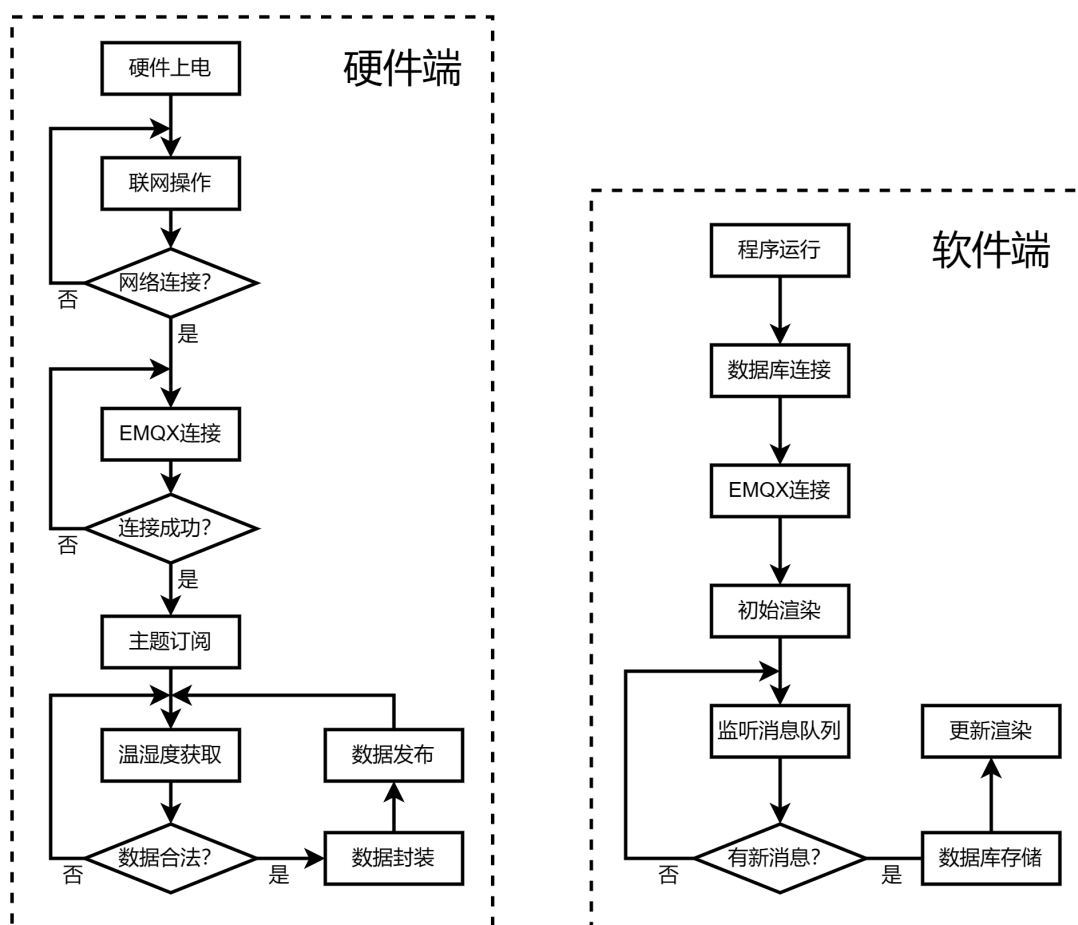 硬件端
硬件上电
联网操作
网络连接？
否
是
EMQX连接
连接成功？
否
是
主题订阅
温湿度获取
数据发布
数据合法？
否
是
数据封装
软件端
程序运行
数据库连接
EMQX连接
初始渲染
监听消息队列
更新渲染
有新消息？
否
是
数据库存储